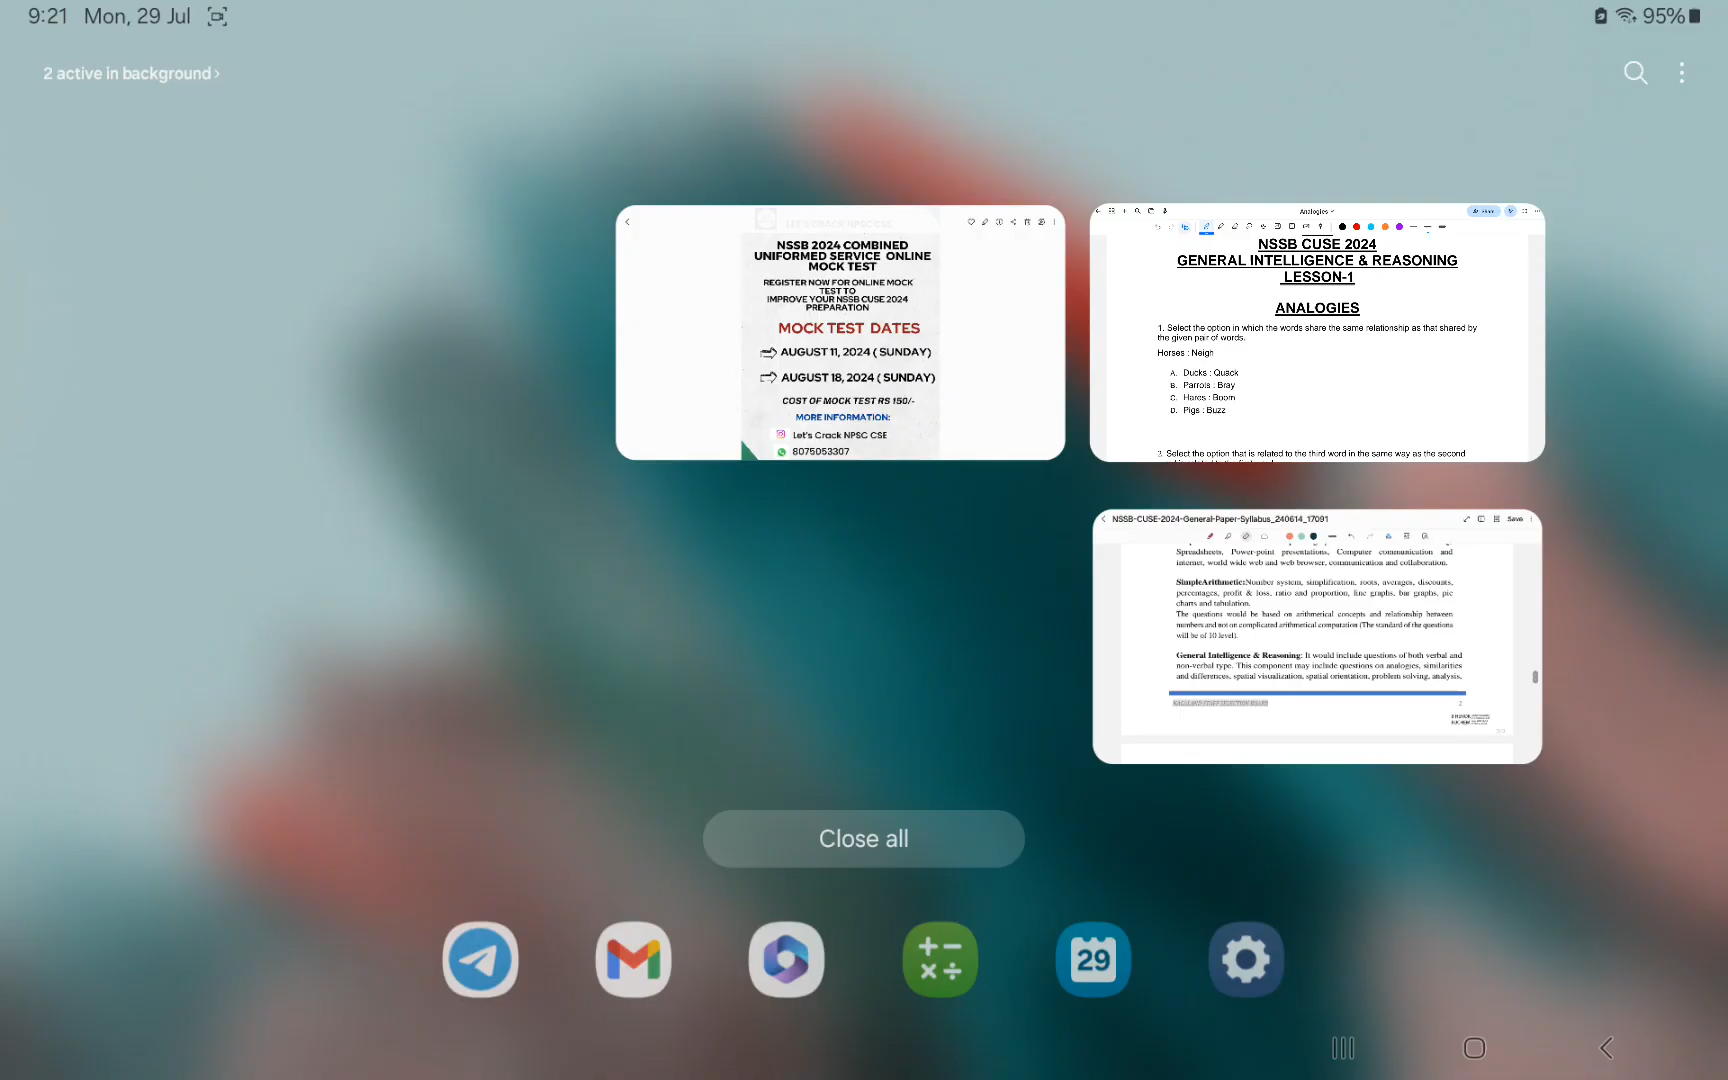 9:21 Mon, 29 Jul
95%
2 active in background ›
LET'S CRACK NPSC CSE
NSSB 2024 COMBINED
UNIFORMED SERVICE ONLINE
MOCK TEST
REGISTER NOW FOR ONLINE MOCK
TEST TO
IMPROVE YOUR NSSB CUSE 2024
PREPARATION
MOCK TEST DATES
AUGUST 11, 2024 ( SUNDAY)
AUGUST 18, 2024 ( SUNDAY)
COST OF MOCK TEST RS 150/-
MORE INFORMATION:
Let's Crack NPSC CSE
8075053307
Analogies
Share
NSSB CUSE 2024
GENERAL INTELLIGENCE & REASONING
LESSON-1
ANALOGIES
1. Select the option in which the words share the same relationship as that shared by
the given pair of words.
Horses : Neigh
A. Ducks : Quack
B. Parrots : Bray
C. Hares : Boom
D. Pigs : Buzz
2. Select the option that is related to the third word in the same way as the second
NSSB-CUSE-2024-General-Paper-Syllabus_240614_17091
Save
Spreadsheets, Power-point presentations, Computer communication and
internet, world wide web and web browser, communication and collaboration.
SimpleArithmetic:Number system, simplification, roots, averages, discounts,
percentages, profit & loss, ratio and proportion, line graphs, bar graphs, pie
charts and tabulation.
The questions would be based on arithmetical concepts and relationship between
numbers and not on complicated arithmetical computation (The standard of the questions
will be of 10 level).
General Intelligence & Reasoning: It would include questions of both verbal and
non-verbal type. This component may include questions on analogies, similarities
and differences, spatial visualization, spatial orientation, problem solving, analysis,
NAGALAND STAFF SELECTION BOARD
2
Close all
29